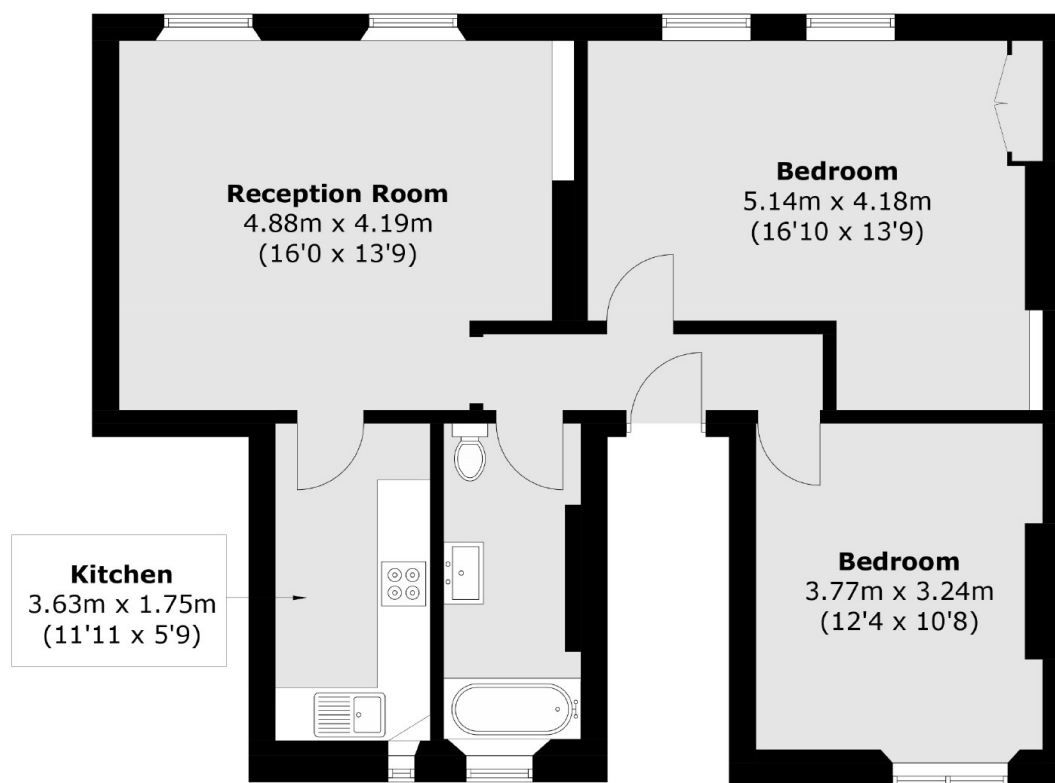 Reception Room
4.88m x 4.19m
(16'0 x 13'9)
Bedroom
5.14m x 4.18m
(16'10 x 13'9)
Kitchen
3.63m x 1.75m
(11'11 x 5'9)
Bedroom
3.77m x 3.24m
(12'4 x 10'8)